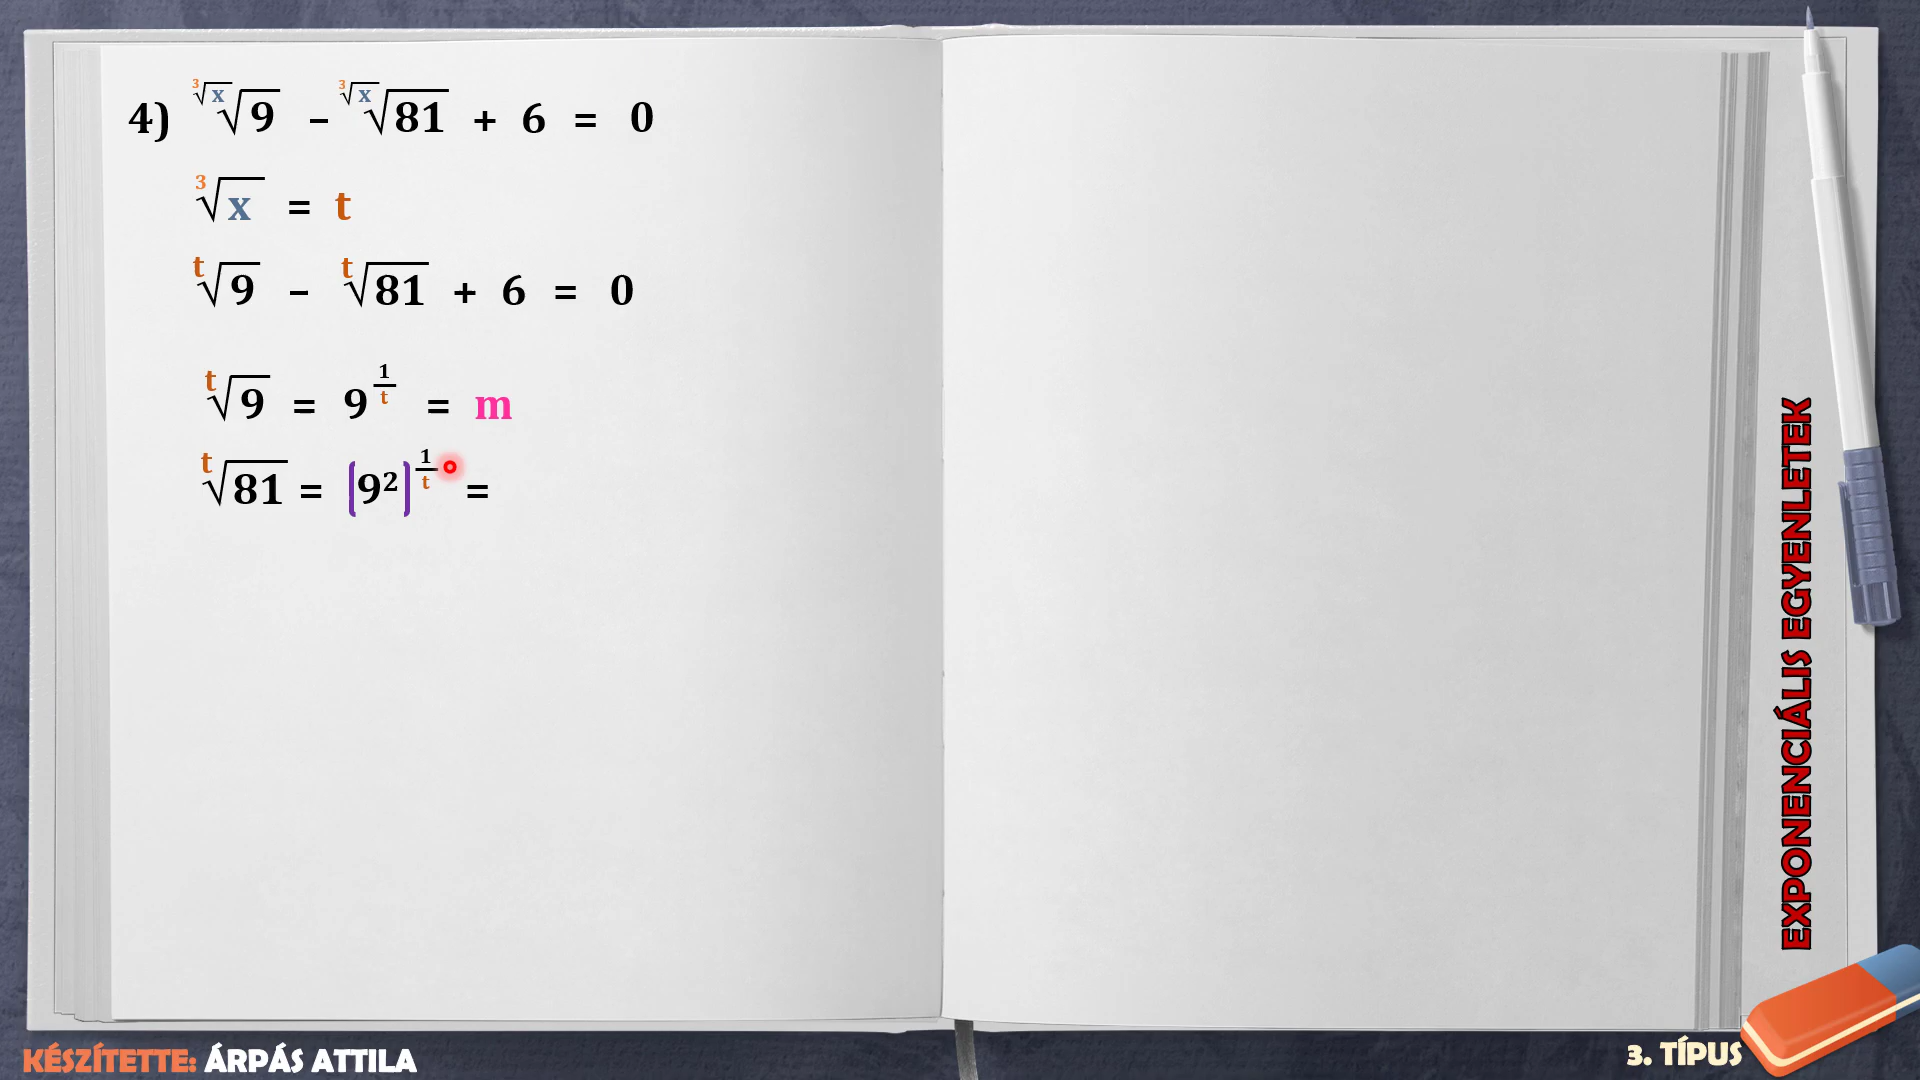 4) ∛x√9 - ∛x√81 + 6 = 0
∛x = t
t√9 - t√81 + 6 = 0
t√9 = 9^(1/t) = m
t√81 = (9²)^(1/t) =
EXPONENCIÁLIS EGYENLETEK
KÉSZÍTETTE: ÁRPÁS ATTILA
3. TÍPUS